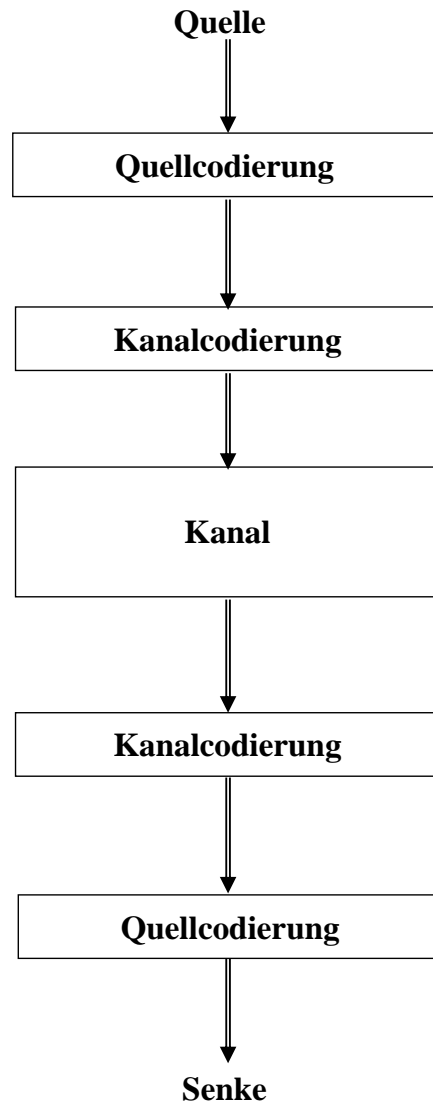 Quelle
Quellcodierung
Kanalcodierung
Kanal
Kanalcodierung
Quellcodierung
Senke